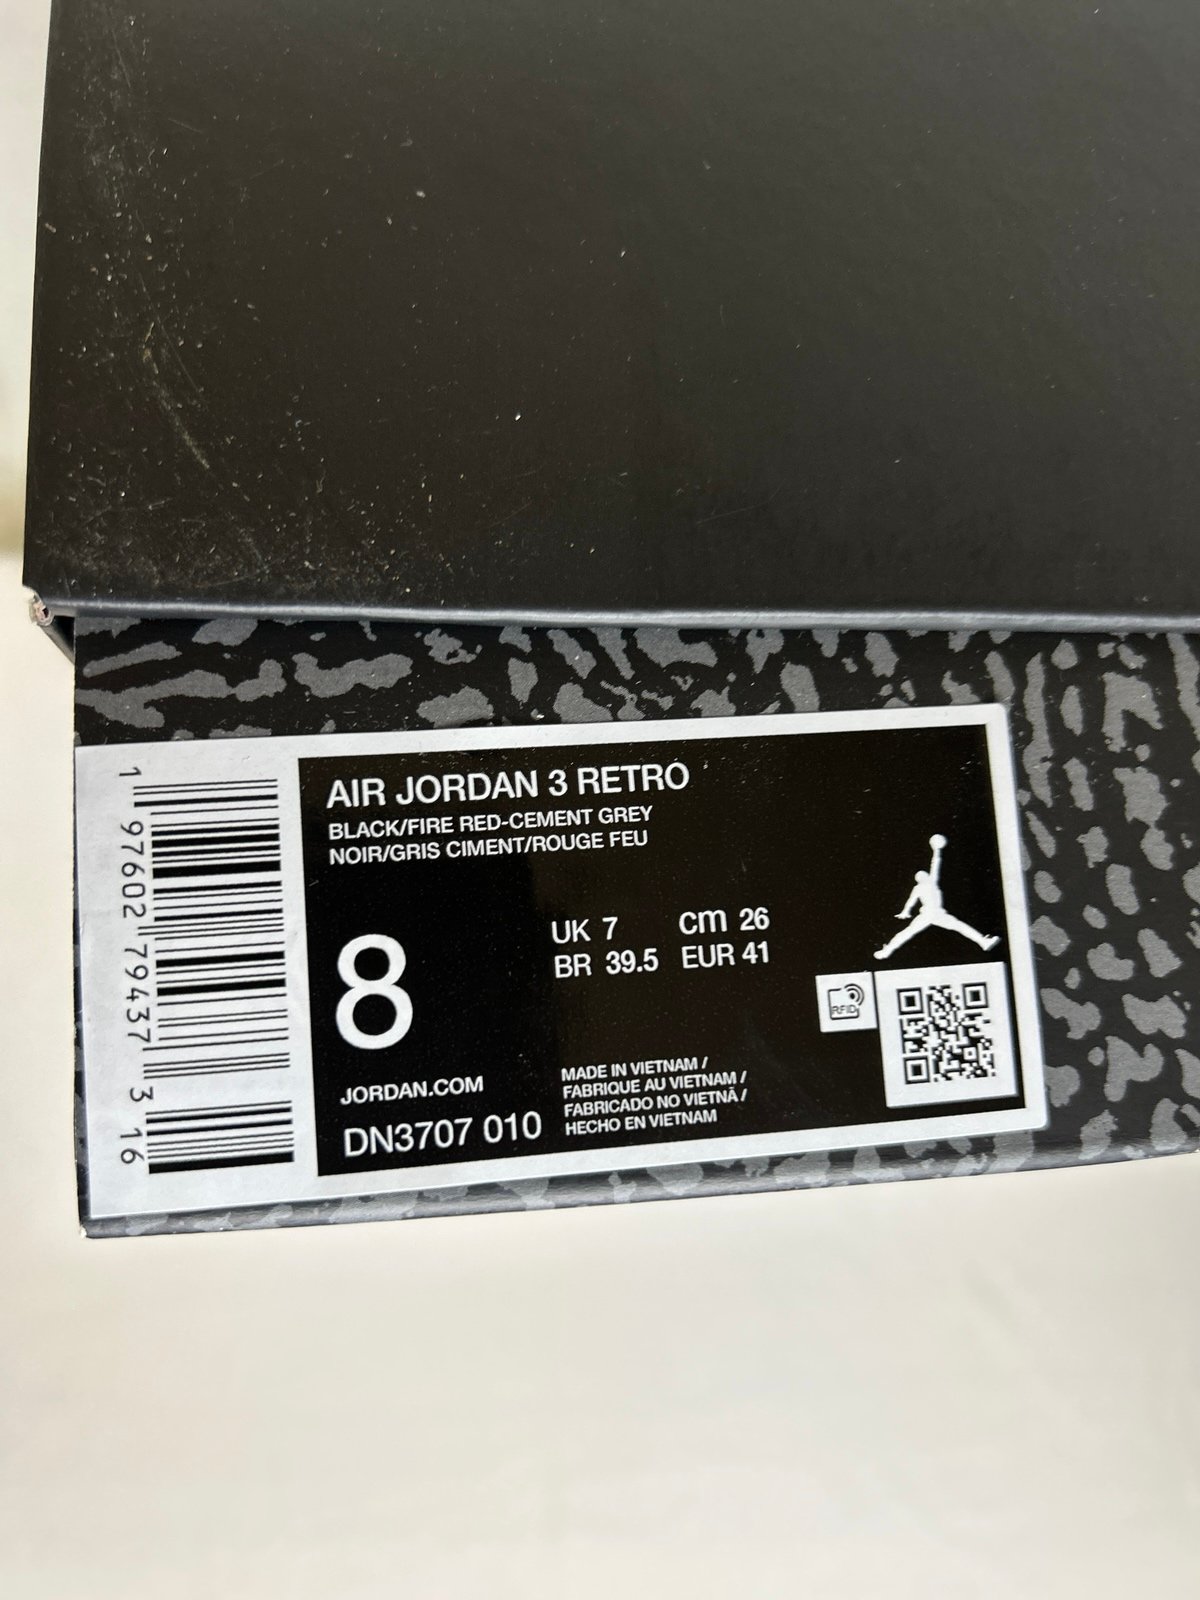 AIR JORDAN 3 RETRO
BLACK/FIRE RED-CEMENT GREY
NOIR/GRIS CIMENT/ROUGE FEU
8
UK 7 cm 26
BR 39.5 EUR 41
RFID
JORDAN.COM
DN3707 010
MADE IN VIETNAM /
FABRIQUE AU VIETNAM /
FABRICADO NO VIETNÃ /
HECHO EN VIETNAM
1 97602 79437 3 16